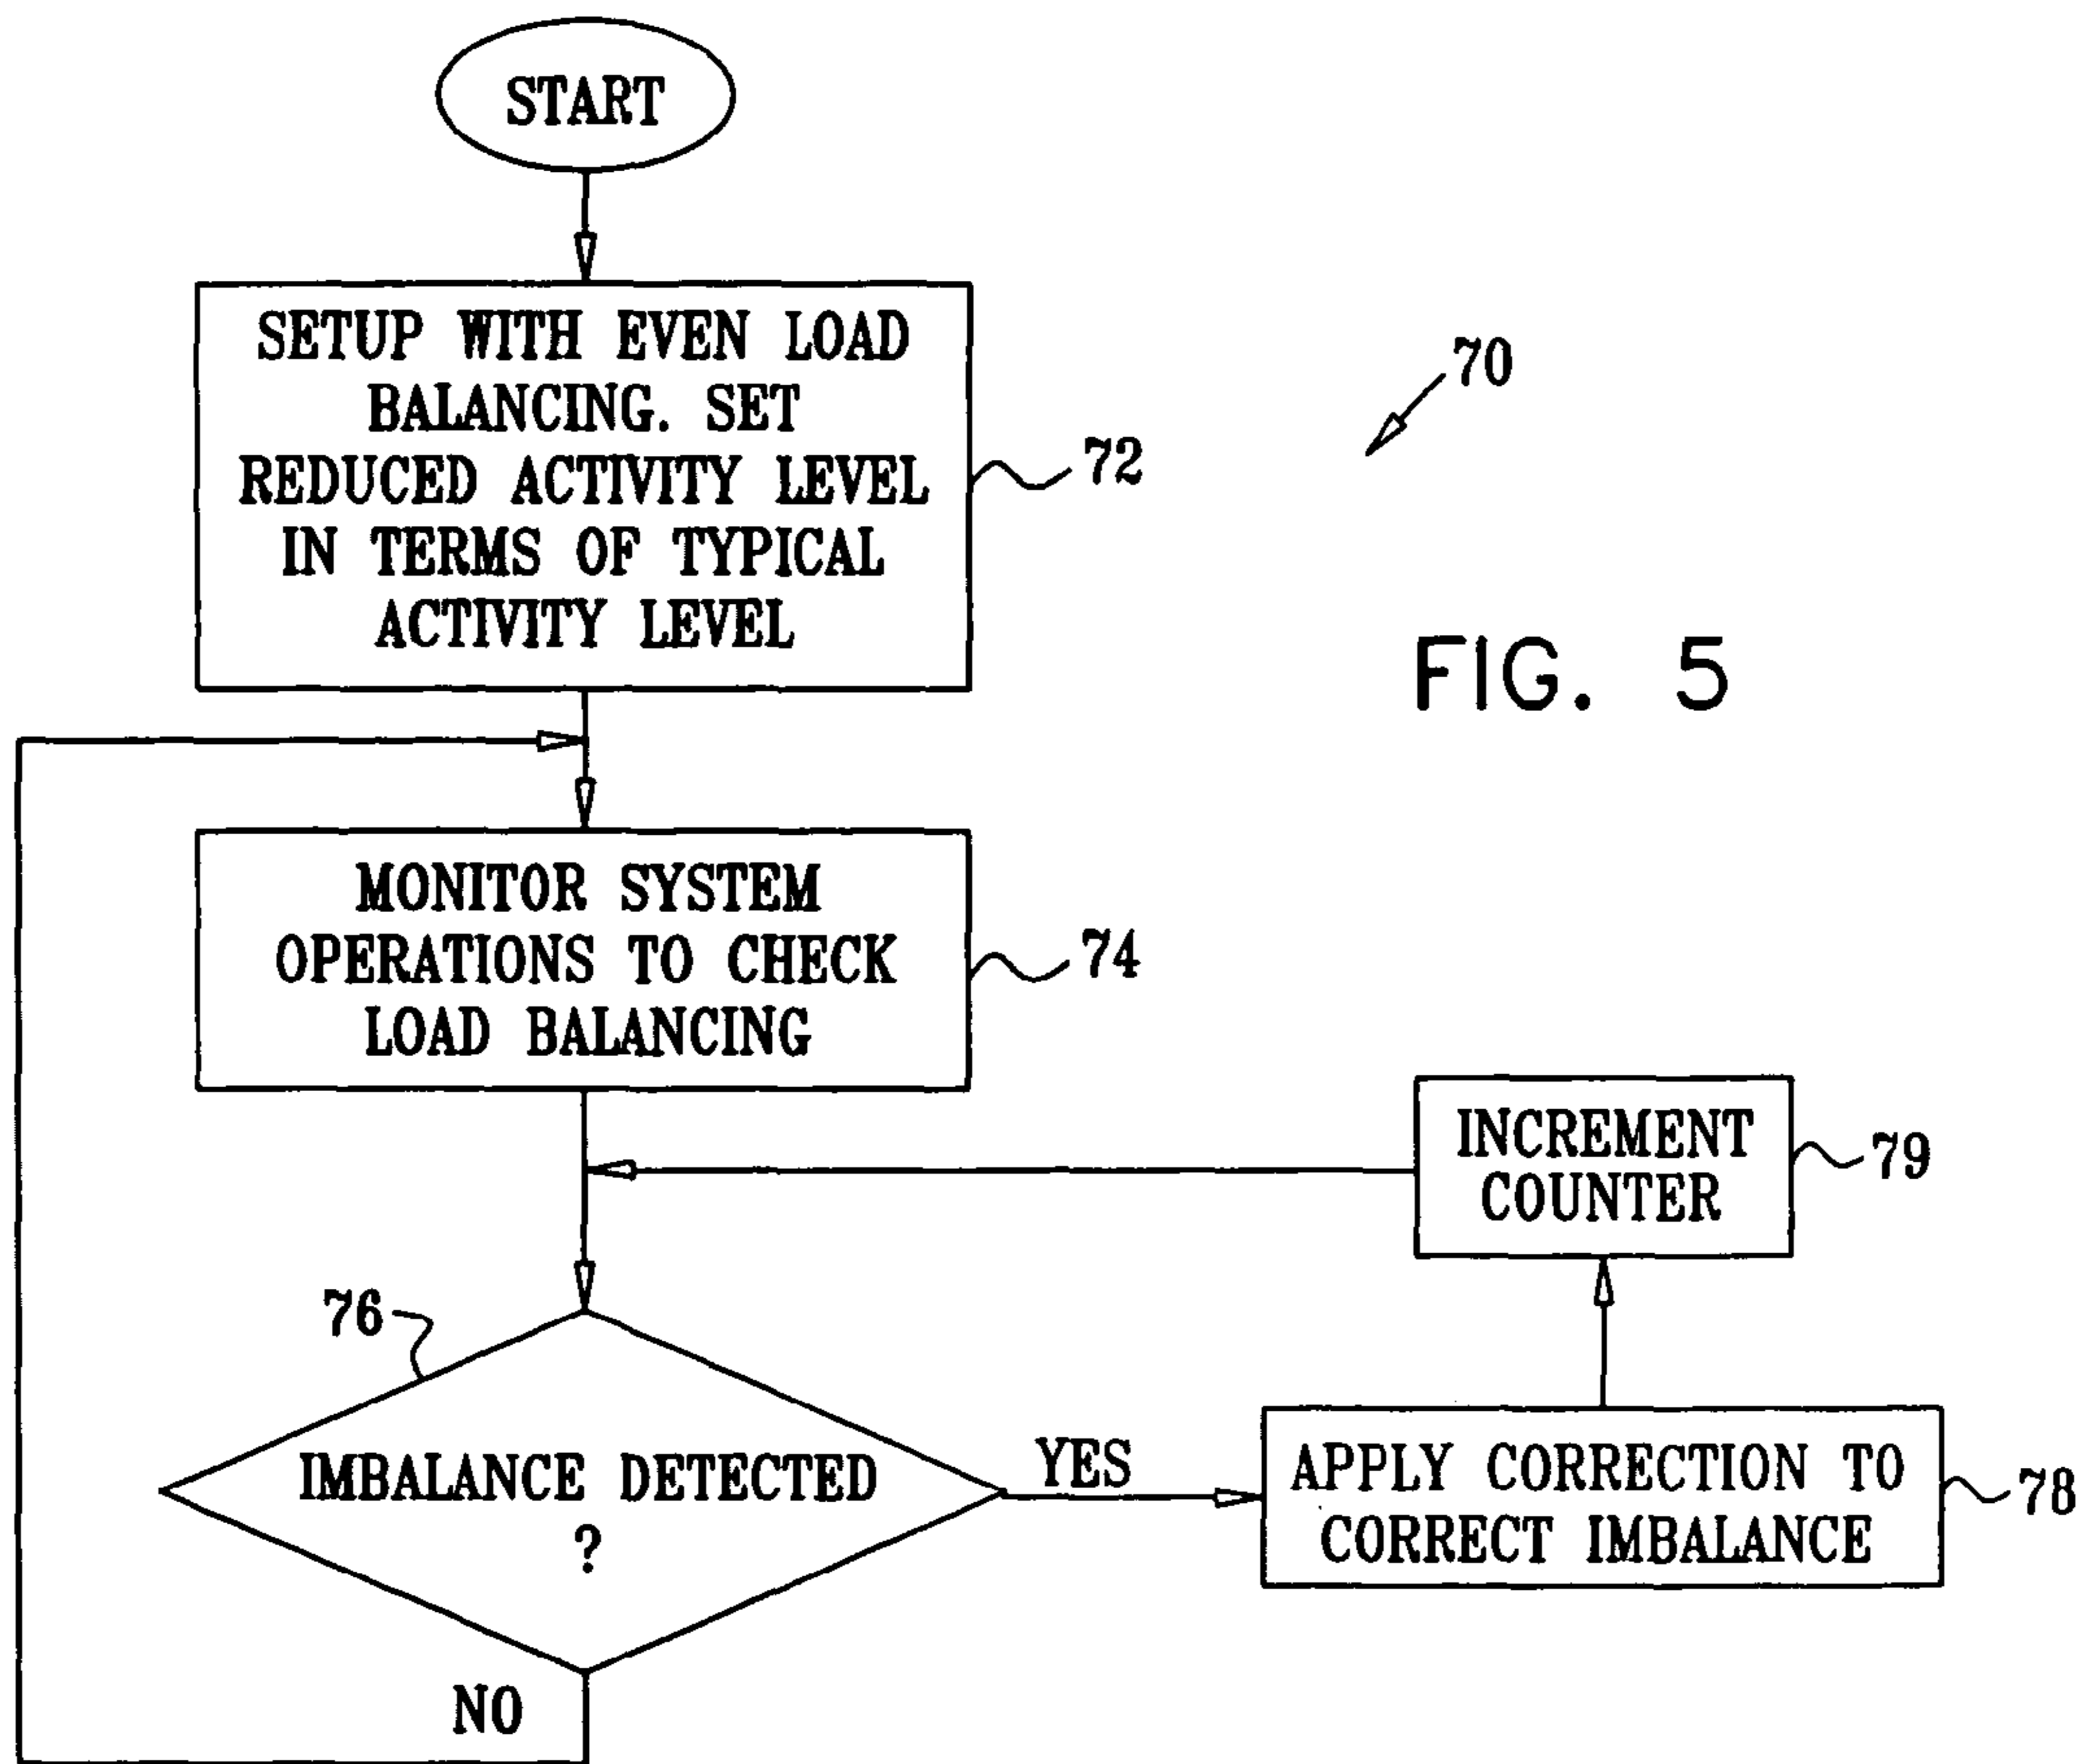 START
SETUP WITH EVEN LOAD
BALANCING. SET
REDUCED ACTIVITY LEVEL
IN TERMS OF TYPICAL
ACTIVITY LEVEL
72
70
FIG. 5
MONITOR SYSTEM
OPERATIONS TO CHECK
LOAD BALANCING
74
INCREMENT
COUNTER
79
76
IMBALANCE DETECTED
?
YES
NO
APPLY CORRECTION TO
CORRECT IMBALANCE
78